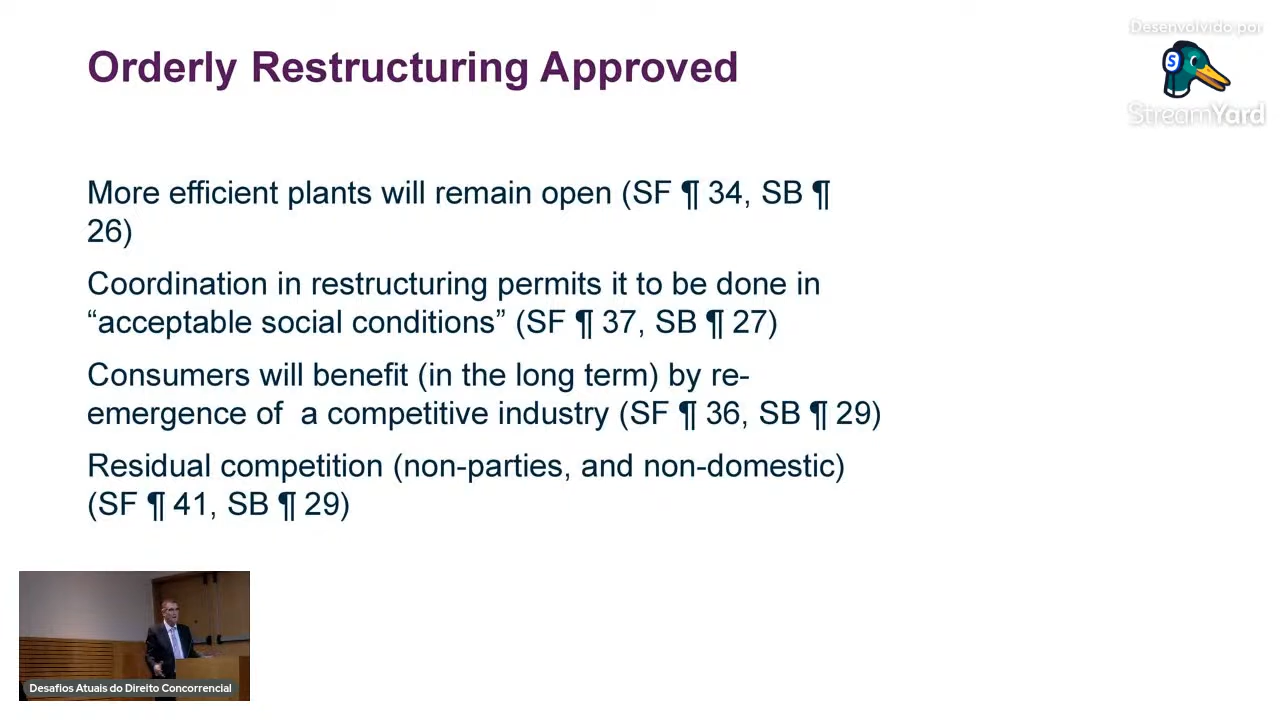 Desenvolvido por
Orderly Restructuring Approved
S
StreamYard
More efficient plants will remain open (SF ¶ 34, SB ¶
26)
Coordination in restructuring permits it to be done in
“acceptable social conditions” (SF ¶ 37, SB ¶ 27)
Consumers will benefit (in the long term) by re-
emergence of  a competitive industry (SF ¶ 36, SB ¶ 29)
Residual competition (non-parties, and non-domestic)
(SF ¶ 41, SB ¶ 29)
Desafios Atuais do Direito Concorrencial